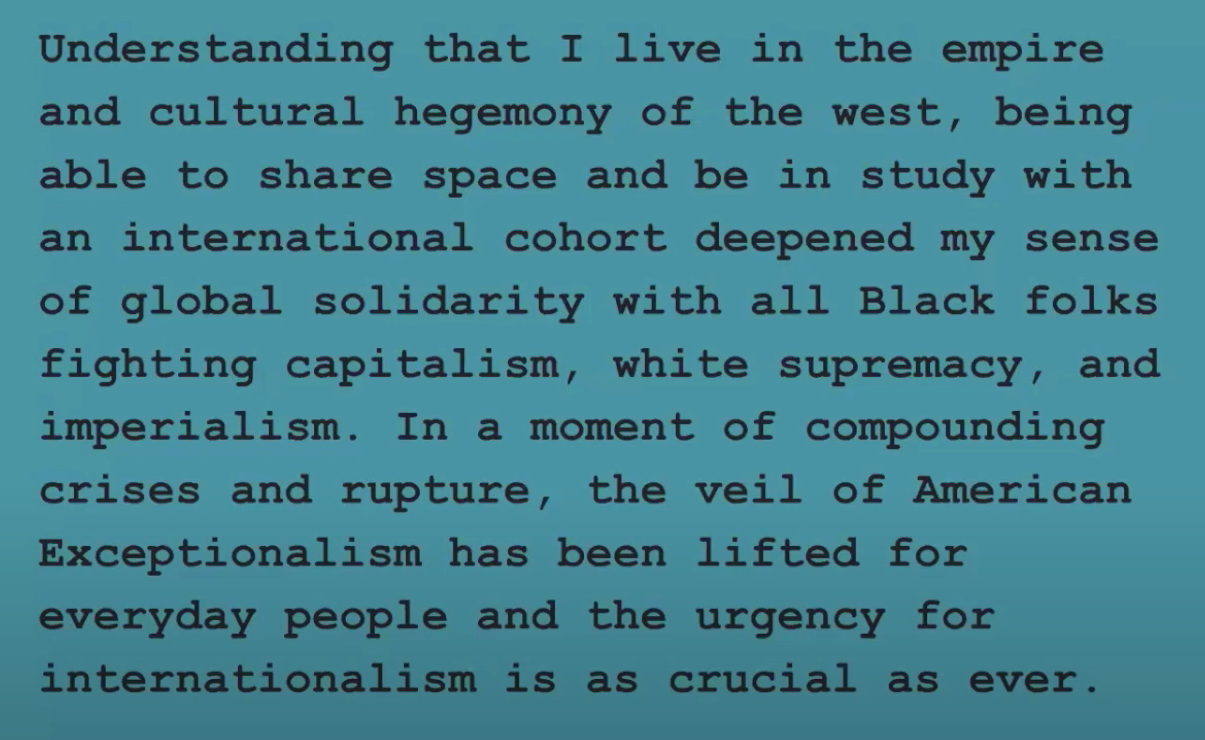 Understanding that I live in the empire
and cultural hegemony of the west, being
able to share space and be in study with
an international cohort deepened my sense
of global solidarity with all Black folks
fighting capitalism, white supremacy, and
imperialism. In a moment of compounding
crises and rupture, the veil of American
Exceptionalism has been lifted for
everyday people and the urgency for
internationalism is as crucial as ever.